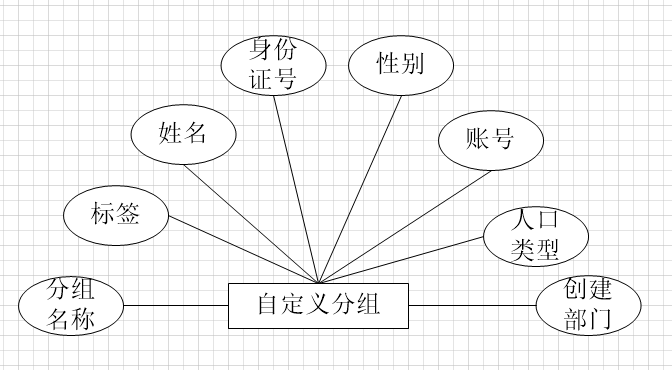 身份
证号
性别
姓名
账号
标签
人口
类型
分组
名称
自定义分组
创建
部门